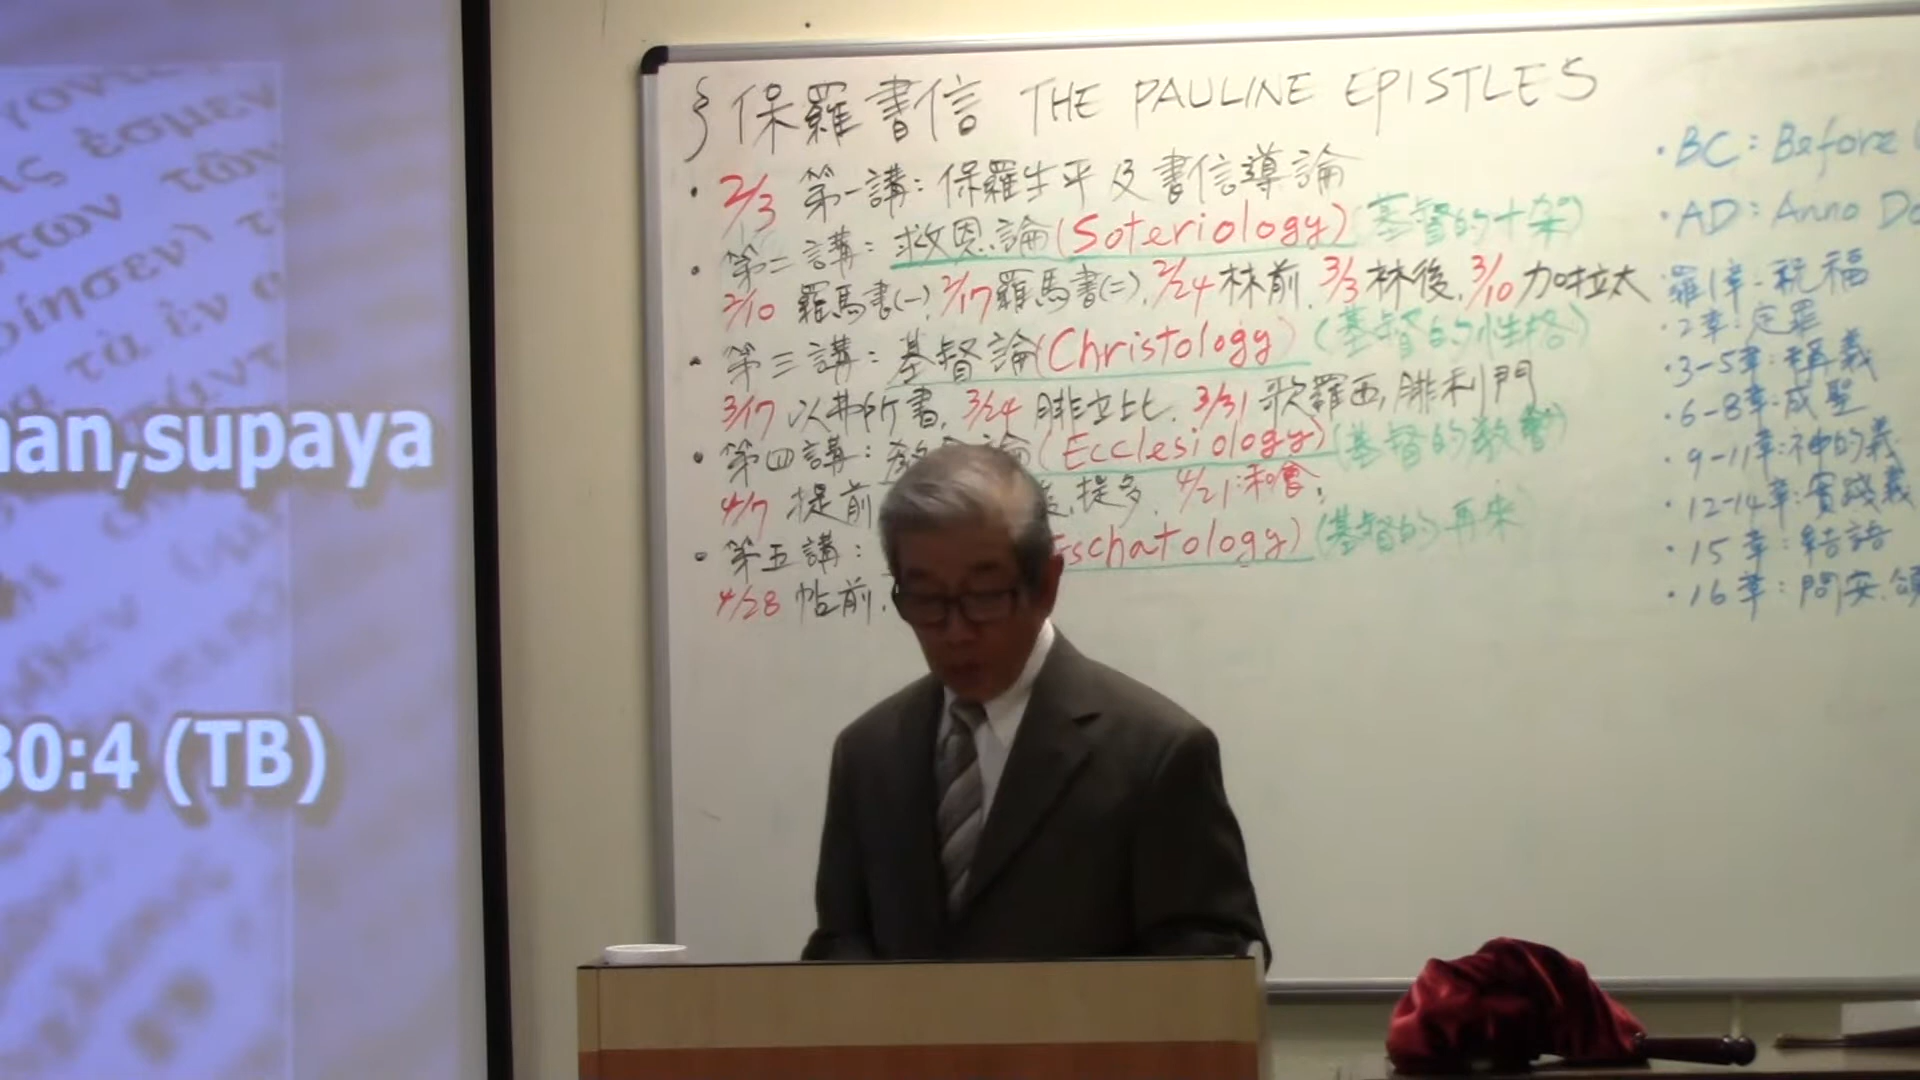 nan,supaya
30:4 (TB)
保羅書信 THE PAULINE EPISTLES
• 2/3 第一講: 保羅生平及書信導論
• 第二講: 救恩論(Soteriology)(基督的十架)
2/10 羅馬書(一), 2/17 羅馬書(二), 2/24 林前, 3/3 林後, 3/10 加拉太
• 第三講: 基督論(Christology) (基督的性格)
3/17 以弗所書, 3/24 腓立比, 3/31 歌羅西, 腓利門
• 第四講: 論(Ecclesiology)(基督的教會)
4/7 提前 提多, 4/21:
• 第五講: Eschatology) (基督的再來)
4/28 帖前,
• BC: Before
• AD: Anno Do
• 羅1章: 祝福
• 2章: 定罪
• 3-5章: 稱義
• 6-8章: 成聖
• 9-11章: 神的義
• 12-14章: 實踐義
• 15章: 結語
• 16章: 問安, 頌